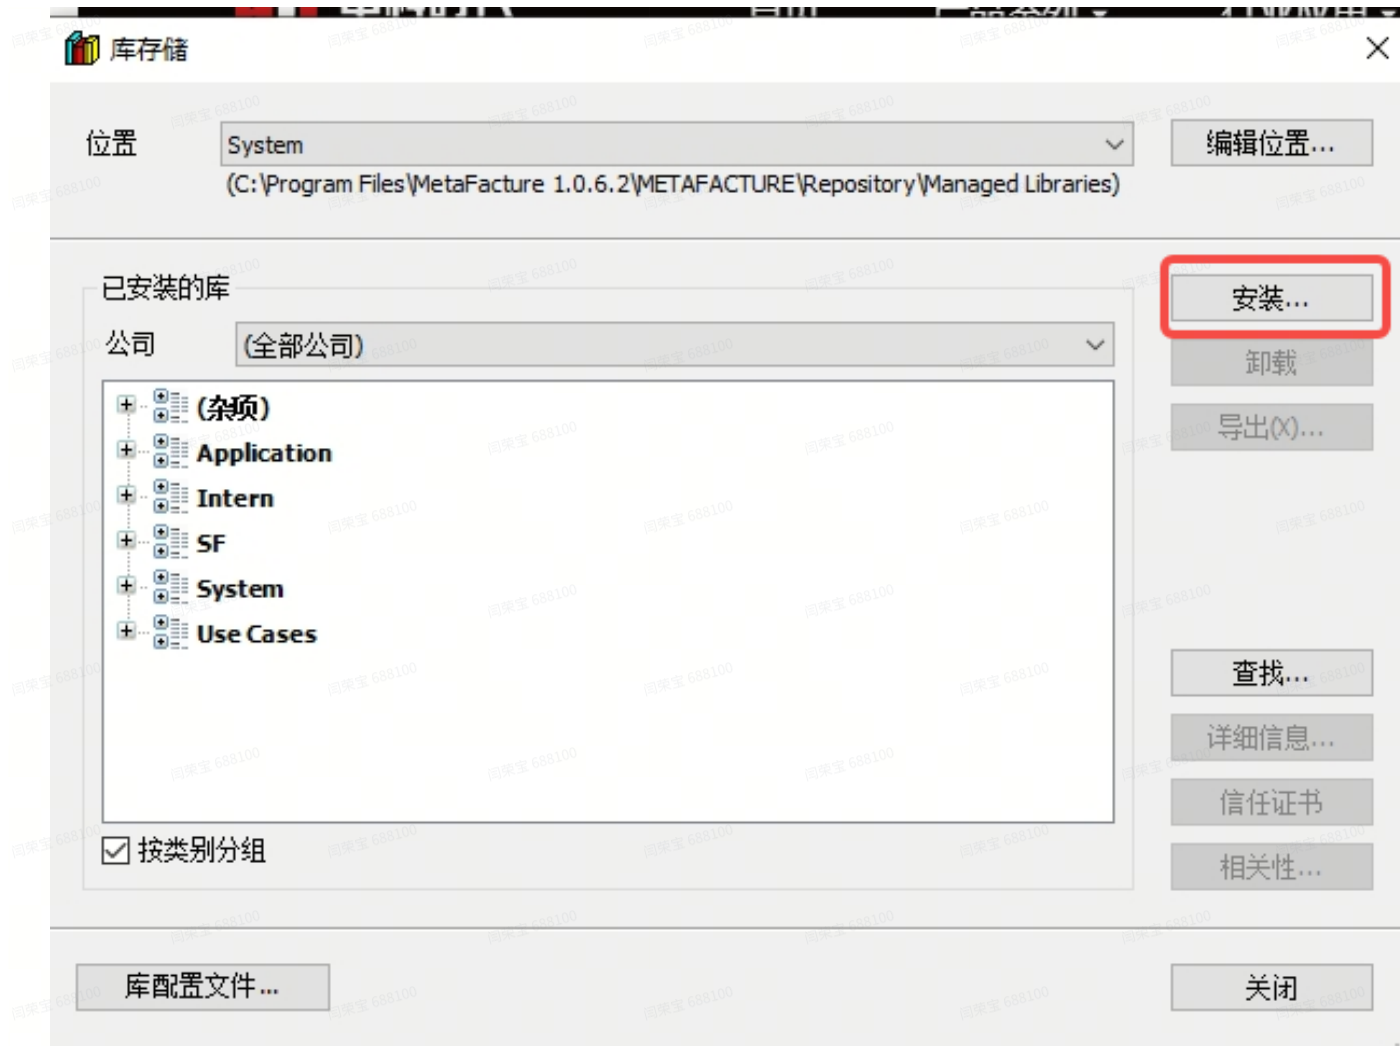 库存储
位置
System
编辑位置...
(C:\Program Files\MetaFacture 1.0.6.2\METAFACTURE\Repository\Managed Libraries)
已安装的库
安装...
公司
(全部公司)
卸载
(杂项)
导出(X)...
Application
Intern
SF
System
Use Cases
查找...
详细信息...
信任证书
按类别分组
相关性...
库配置文件...
关闭